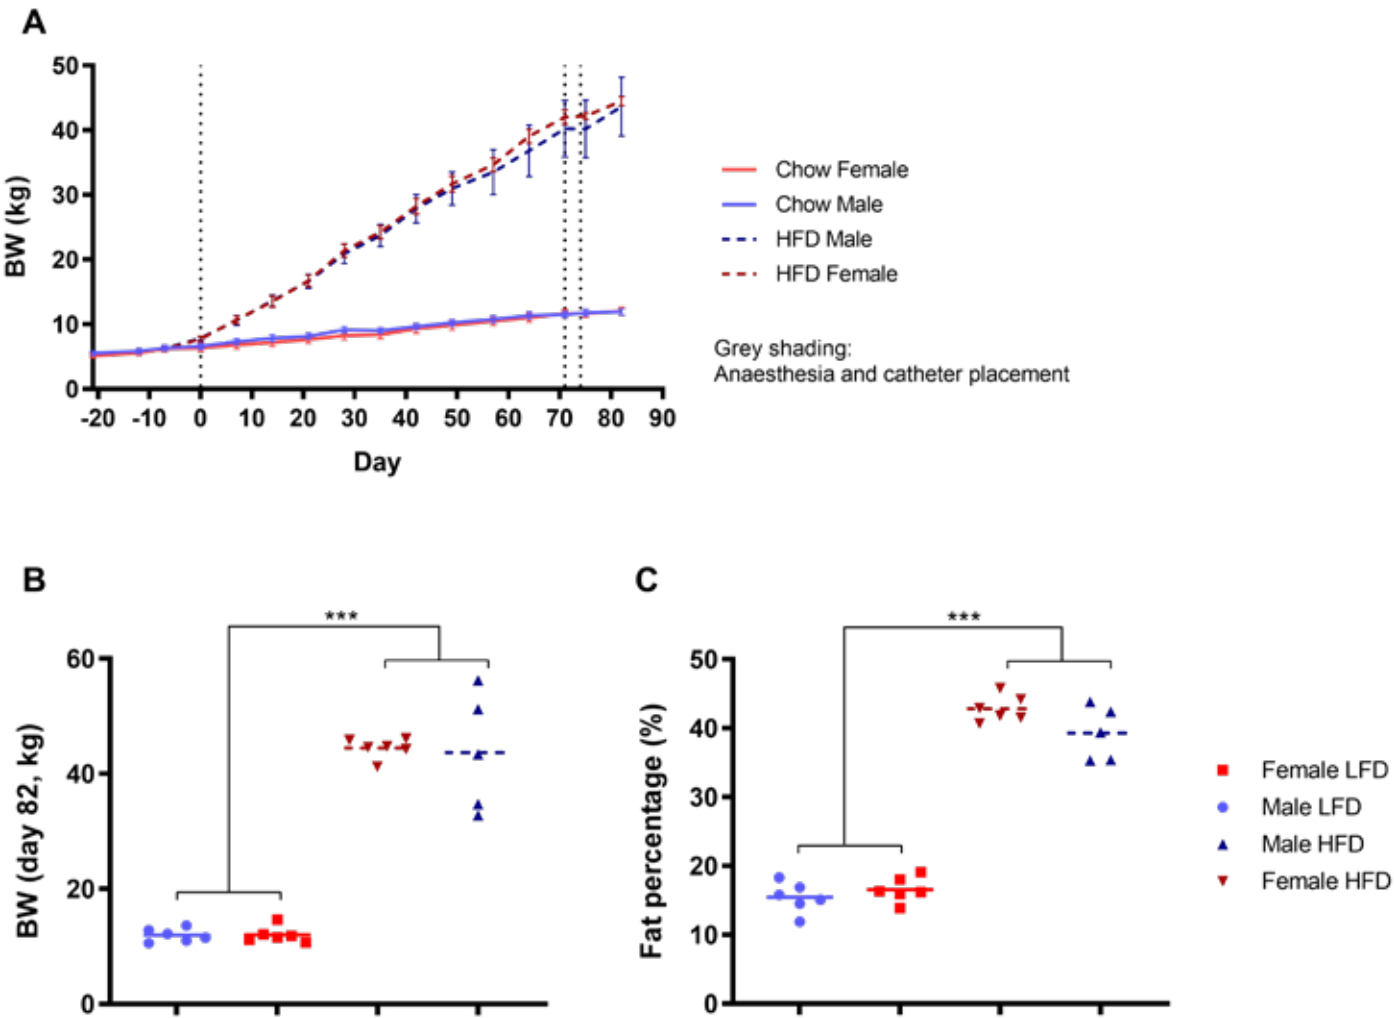 A
50
40
30
20
10
0
BW (kg)
-20 -10 0 10 20 30 40 50 60 70 80 90
Day
Chow Female
Chow Male
HFD Male
HFD Female
Grey shading:
Anaesthesia and catheter placement
B
***
60
40
20
0
BW (day 82, kg)
C
***
50
40
30
20
10
0
Fat percentage (%)
Female LFD
Male LFD
Male HFD
Female HFD